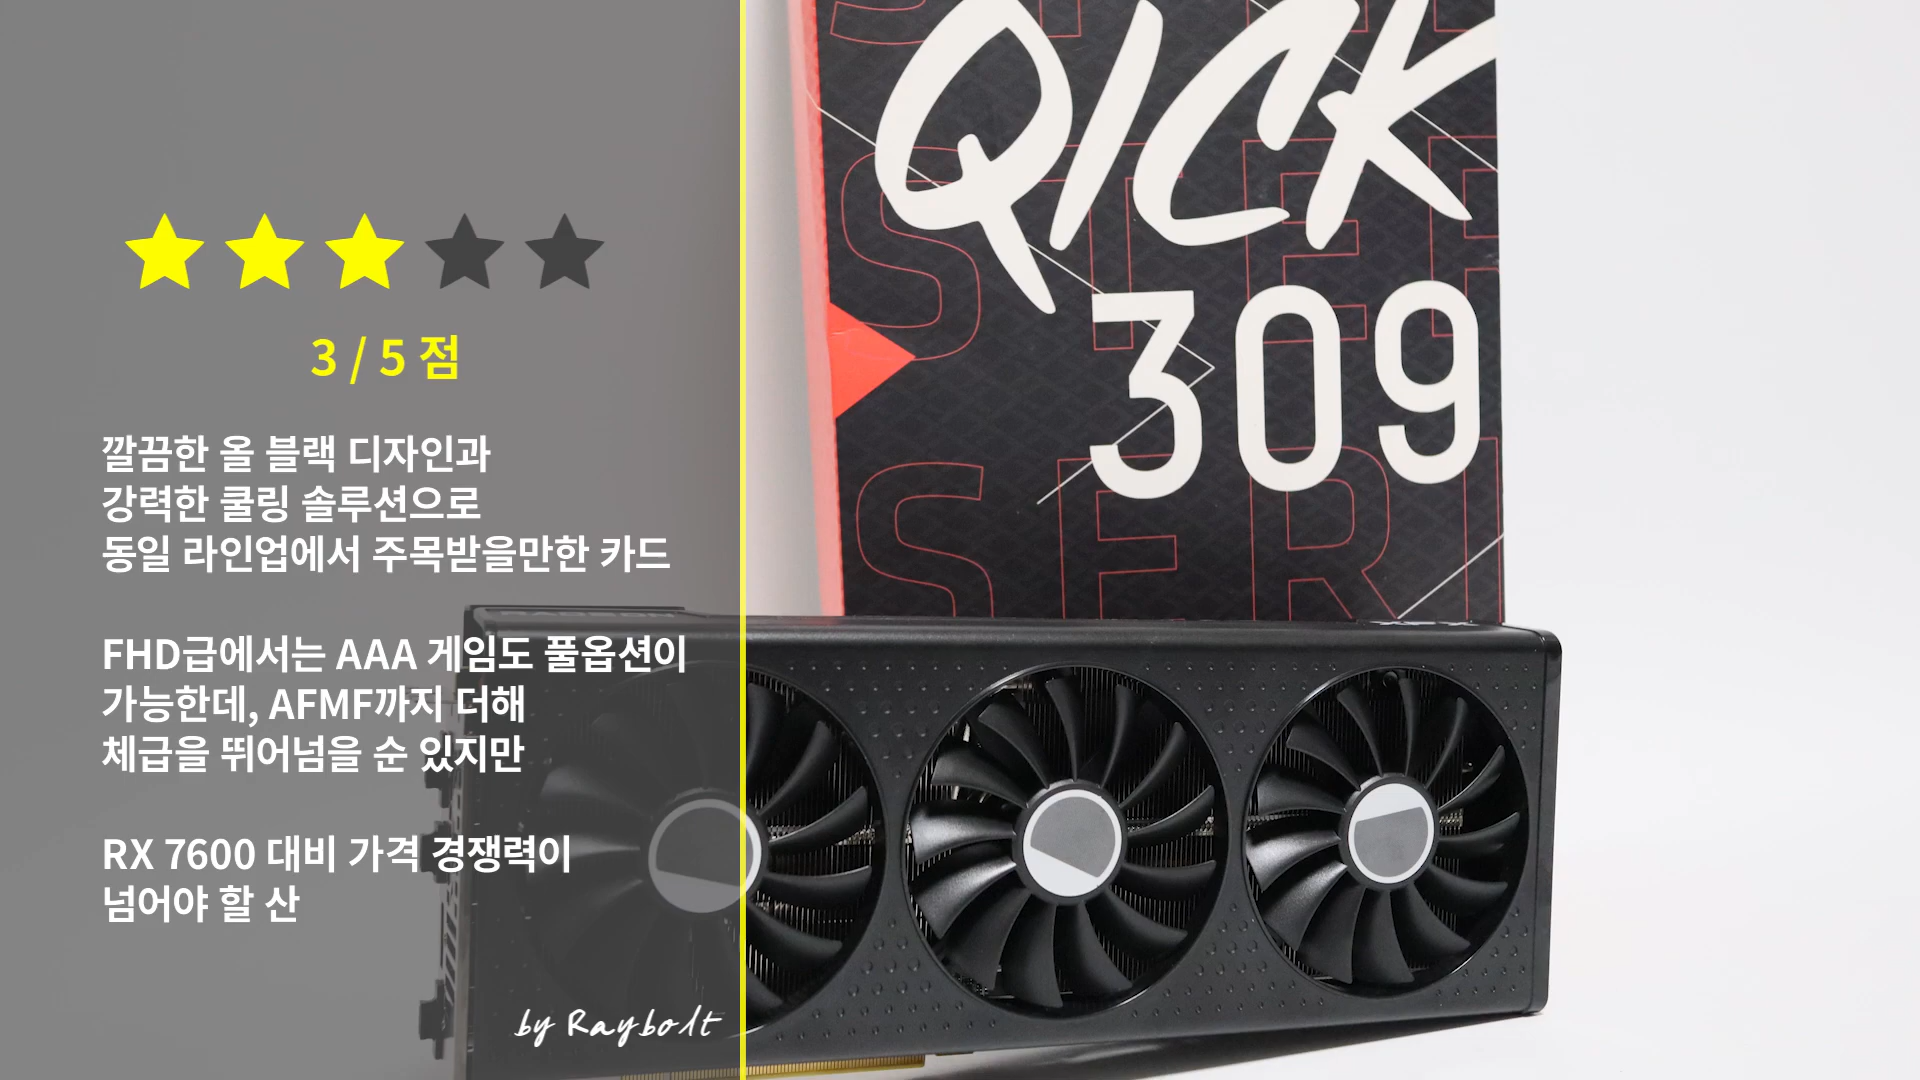 3 / 5 점
깔끔한 올 블랙 디자인과
강력한 쿨링 솔루션으로
동일 라인업에서 주목받을만한 카드
FHD급에서는 AAA 게임도 풀옵션이
가능한데, AFMF까지 더해
체급을 뛰어넘을 순 있지만
RX 7600 대비 가격 경쟁력이
넘어야 할 산
by Raybolt
QICK
309